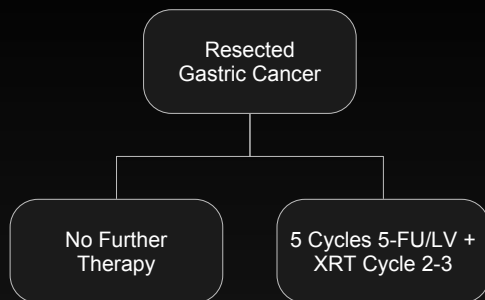 Resected
Gastric Cancer
No Further
Therapy
5 Cycles 5-FU/LV +
XRT Cycle 2-3